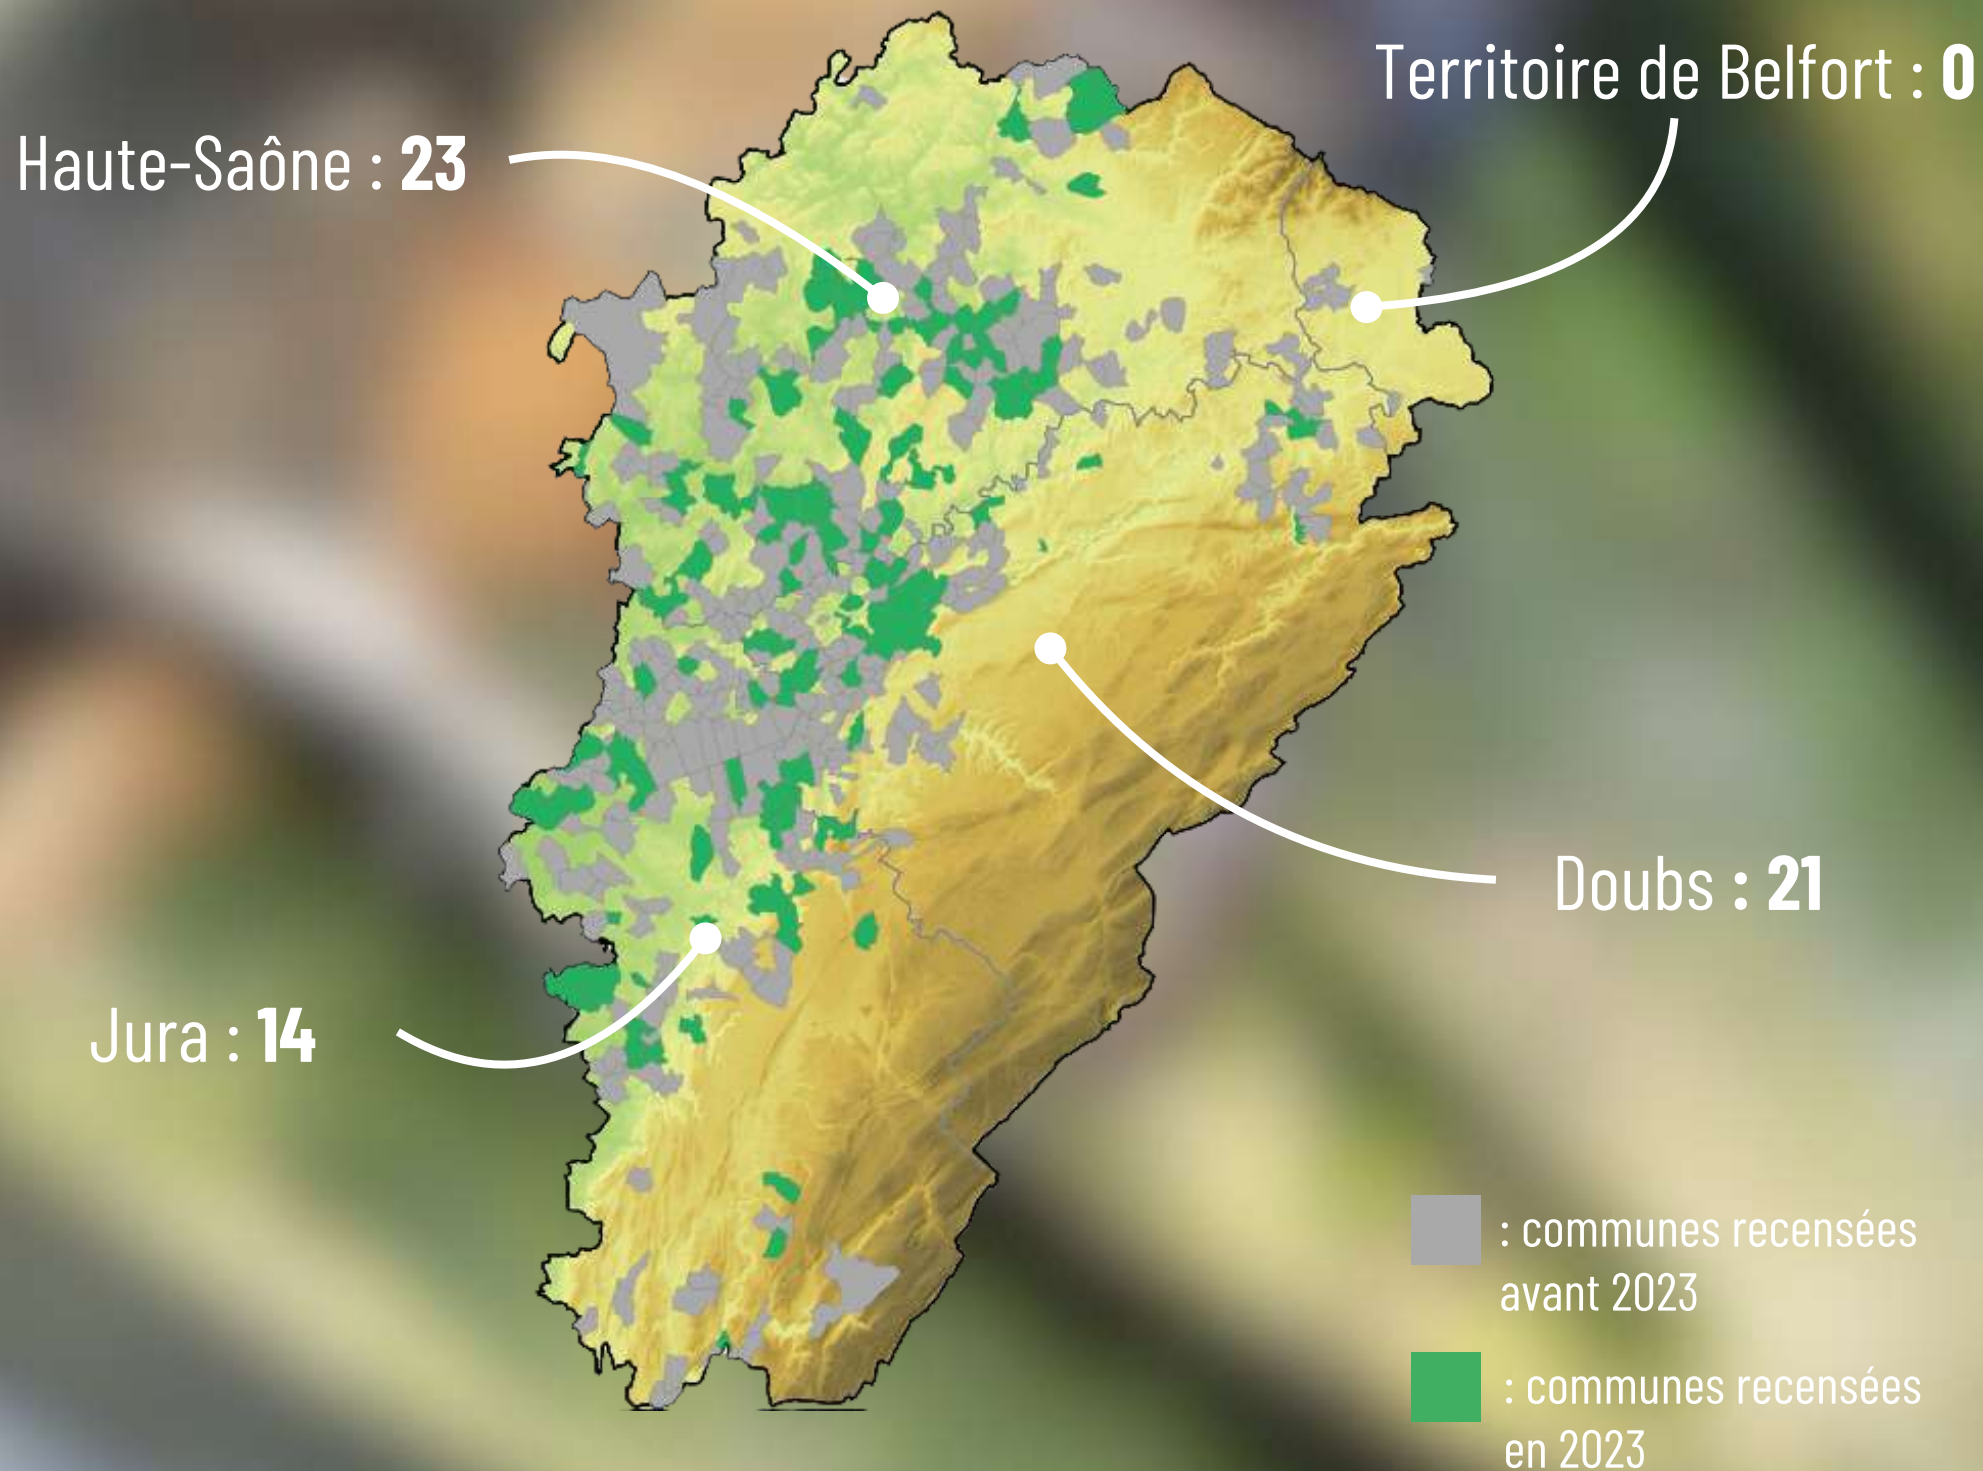 Territoire de Belfort : 0
Haute-Saône : 23
Doubs : 21
Jura : 14
: communes recensées
avant 2023
: communes recensées
en 2023